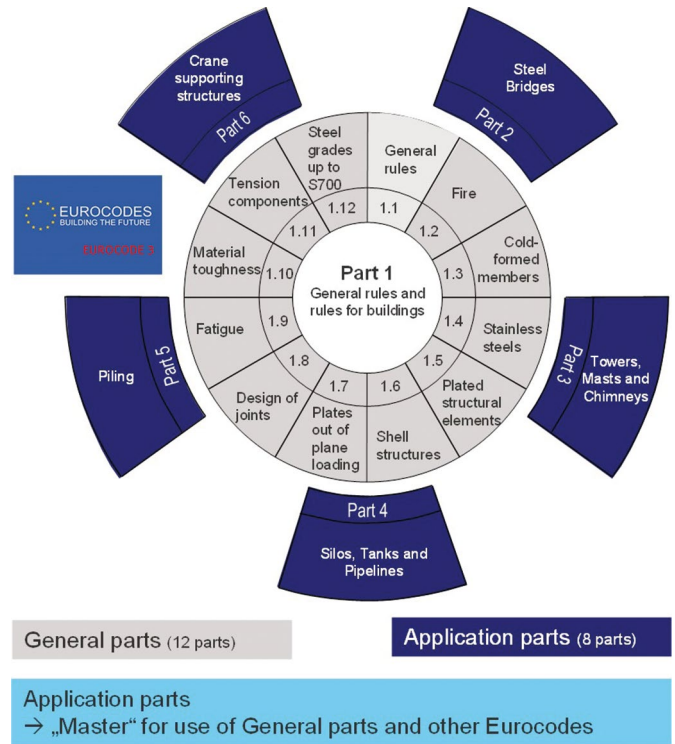 Crane
supporting
structures
Part 6
Steel
Bridges
Part 2
EUROCODES
BUILDING THE FUTURE
EUROCODE 3
Steel
grades
up to
S700
1.12
General
rules
1.1
Fire
1.2
Cold-
formed
members
1.3
Stainless
steels
1.4
Plated
structural
elements
1.5
Shell
structures
1.6
Plates
out of
plane
loading
1.7
Design of
joints
1.8
Fatigue
1.9
Material
toughness
1.10
Tension
components
1.11
Part 1
General rules and
rules for buildings
Piling
Part 5
Part 3
Towers,
Masts and
Chimneys
Part 4
Silos, Tanks and
Pipelines
General parts (12 parts)
Application parts (8 parts)
Application parts
→ „Master“ for use of General parts and other Eurocodes